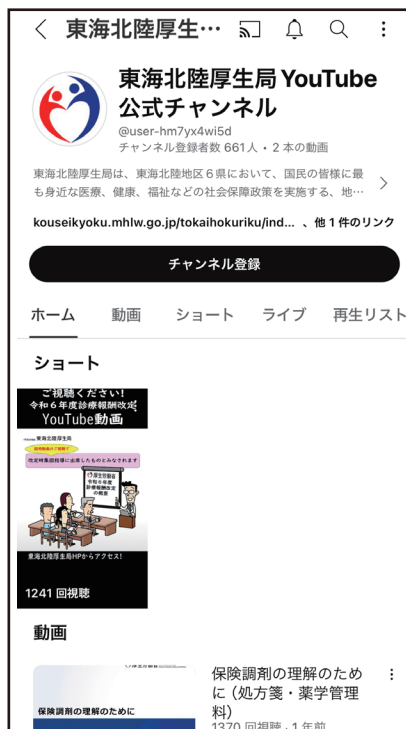 東海北陸厚生…
東海北陸厚生局 YouTube
公式チャンネル
@user-hm7yx4wi5d
チャンネル登録者数 661人・2 本の動画
東海北陸厚生局は、東海北陸地区6県において、国民の皆様に最
も身近な医療、健康、福祉などの社会保障政策を実施する、地…
kouseikyoku.mhlw.go.jp/tokaihokuriku/ind... 、他 1 件のリンク
チャンネル登録
ホーム 動画 ショート ライブ 再生リスト
ショート
ご視聴ください!
令和6年度診療報酬改定
YouTube動画
東海北陸厚生局
改定時集団指導に出席したものとみなされます
厚生労働省
令和6年度
診療報酬改定
の概要
東海北陸厚生局HPからアクセス!
1241 回視聴
動画
保険調剤の理解のために
保険調剤の理解のため
に（処方箋・薬学管理
料）
1370 回視聴・1 年前